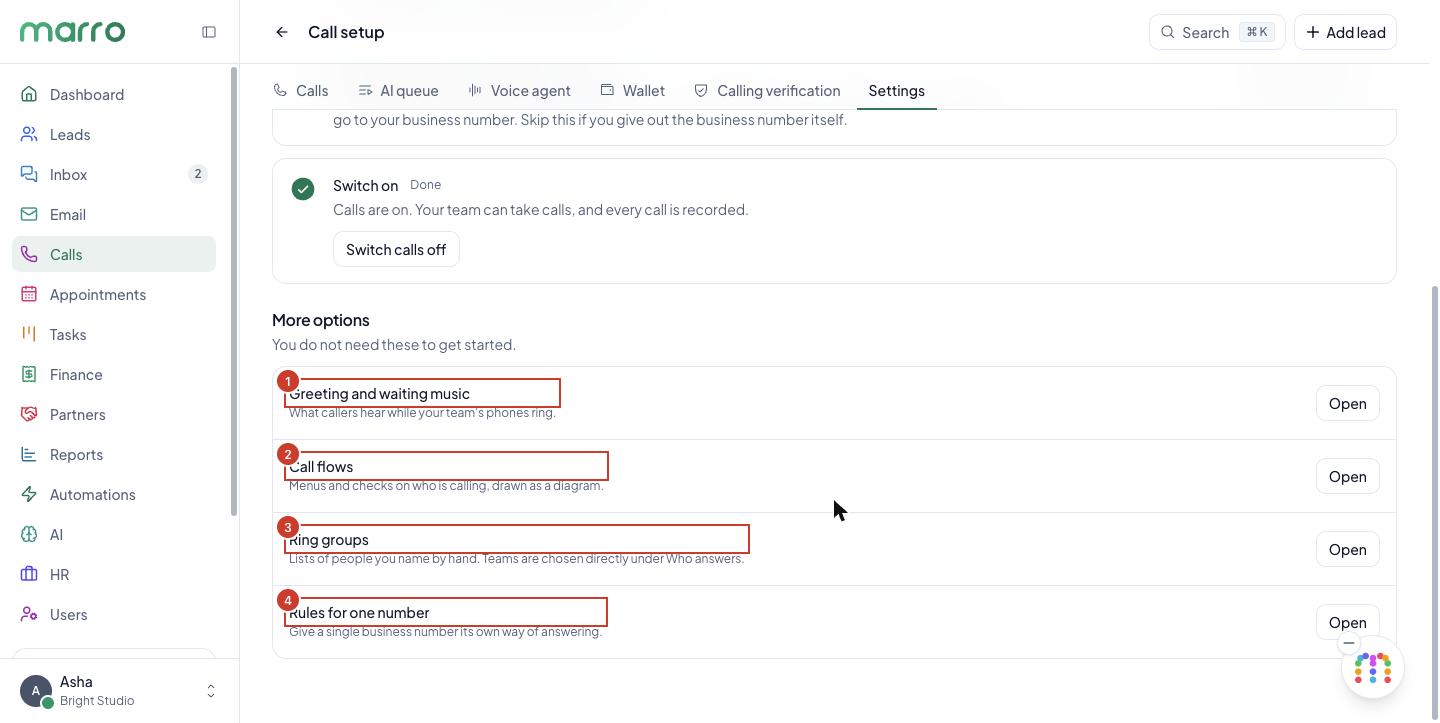 marro
Call setup
Search ⌘ K
Add lead
Dashboard
Leads
Inbox 2
Email
Calls
Appointments
Tasks
Finance
Partners
Reports
Automations
AI
HR
Users
A
Asha
Bright Studio
Calls
AI queue
Voice agent
Wallet
Calling verification
Settings
go to your business number. Skip this if you give out the business number itself.
Switch on Done
Calls are on. Your team can take calls, and every call is recorded.
Switch calls off
More options
You do not need these to get started.
1
Greeting and waiting music
What callers hear while your team's phones ring.
Open
2
Call flows
Menus and checks on who is calling, drawn as a diagram.
Open
3
Ring groups
Lists of people you name by hand. Teams are chosen directly under Who answers.
Open
4
Rules for one number
Give a single business number its own way of answering.
Open